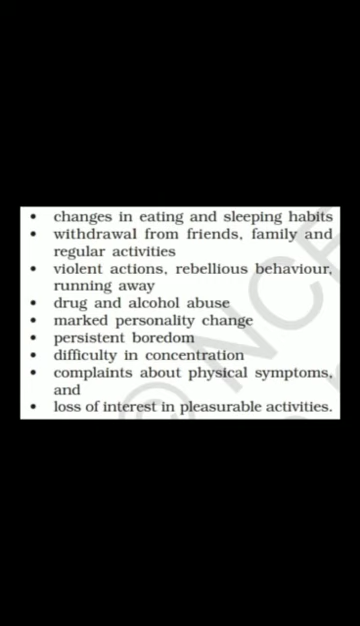 • changes in eating and sleeping habits
• withdrawal from friends, family and
regular activities
• violent actions, rebellious behaviour,
running away
• drug and alcohol abuse
• marked personality change
• persistent boredom
• difficulty in concentration
• complaints about physical symptoms,
and
• loss of interest in pleasurable activities.
© NCE